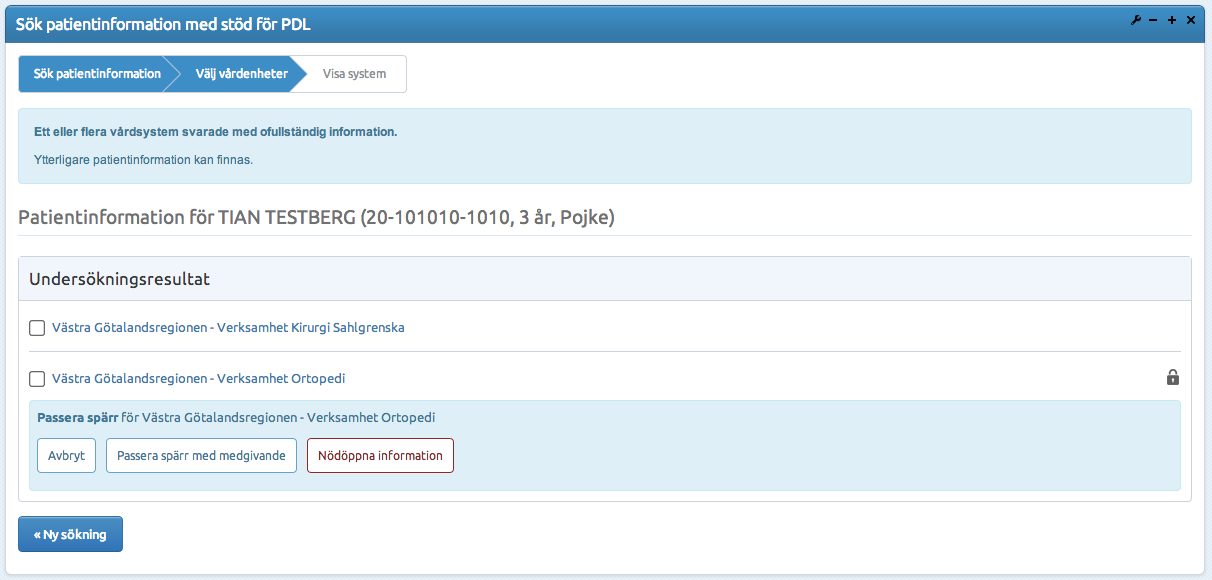 Sök patientinformation med stöd för PDL
Sök patientinformation
Välj vårdenheter
Visa system
Ett eller flera vårdsystem svarade med ofullständig information.
Ytterligare patientinformation kan finnas.
Patientinformation för TIAN TESTBERG (20-101010-1010, 3 år, Pojke)
Undersökningsresultat
Västra Götalandsregionen - Verksamhet Kirurgi Sahlgrenska
Västra Götalandsregionen - Verksamhet Ortopedi
Passera spärr för Västra Götalandsregionen - Verksamhet Ortopedi
Avbryt
Passera spärr med medgivande
Nödöppna information
« Ny sökning